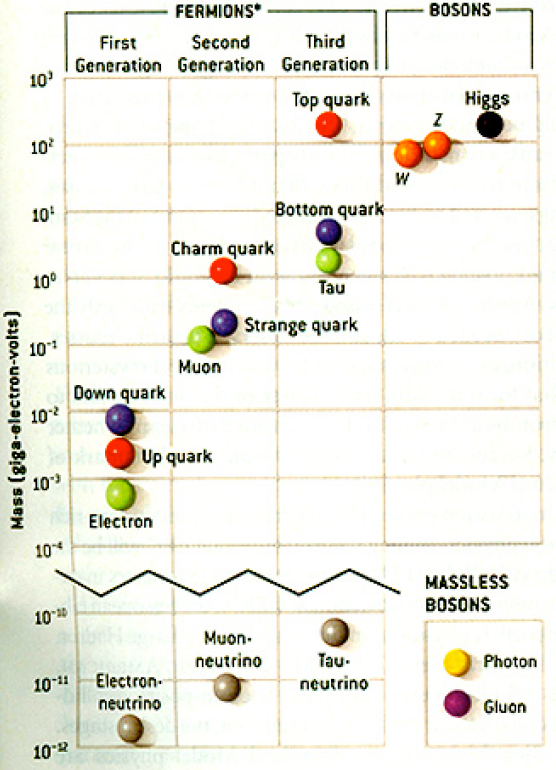 FERMIONS*
BOSONS
First
Generation
Second
Generation
Third
Generation
10³
10²
10¹
10⁰
10⁻¹
10⁻²
10⁻³
10⁻⁴
10⁻¹⁰
10⁻¹¹
10⁻¹²
Mass (giga-electron-volts)
Top quark
Higgs
Z
W
Bottom quark
Tau
Charm quark
Strange quark
Muon
Down quark
Up quark
Electron
MASSLESS
BOSONS
Photon
Gluon
Muon-
neutrino
Tau-
neutrino
Electron-
neutrino